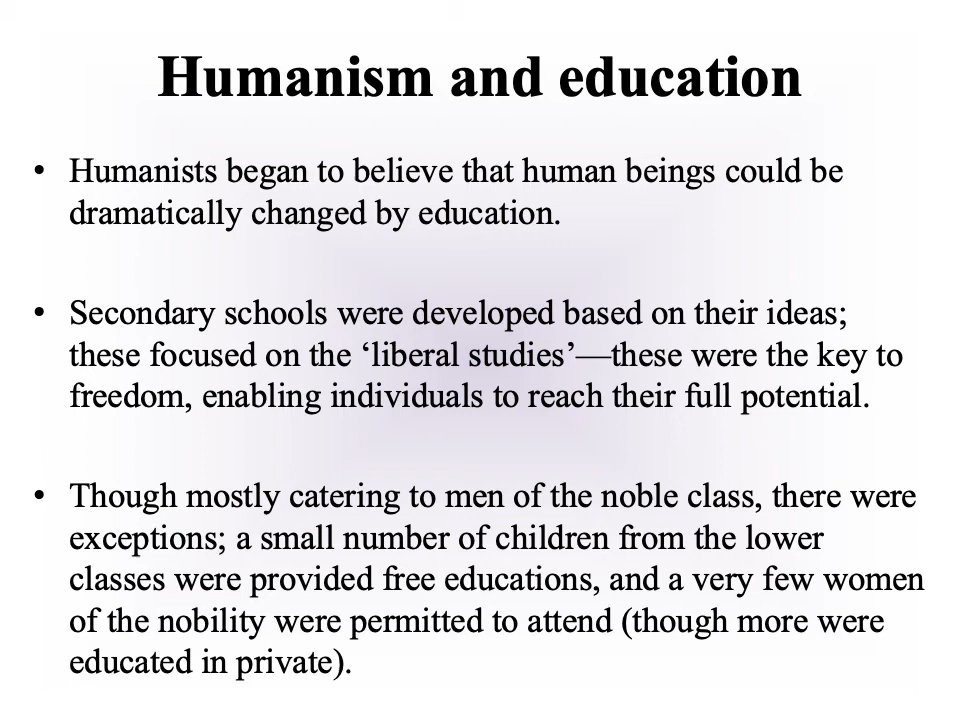 Humanism and education
• Humanists began to believe that human beings could be
dramatically changed by education.
• Secondary schools were developed based on their ideas;
these focused on the ‘liberal studies’—these were the key to
freedom, enabling individuals to reach their full potential.
• Though mostly catering to men of the noble class, there were
exceptions; a small number of children from the lower
classes were provided free educations, and a very few women
of the nobility were permitted to attend (though more were
educated in private).